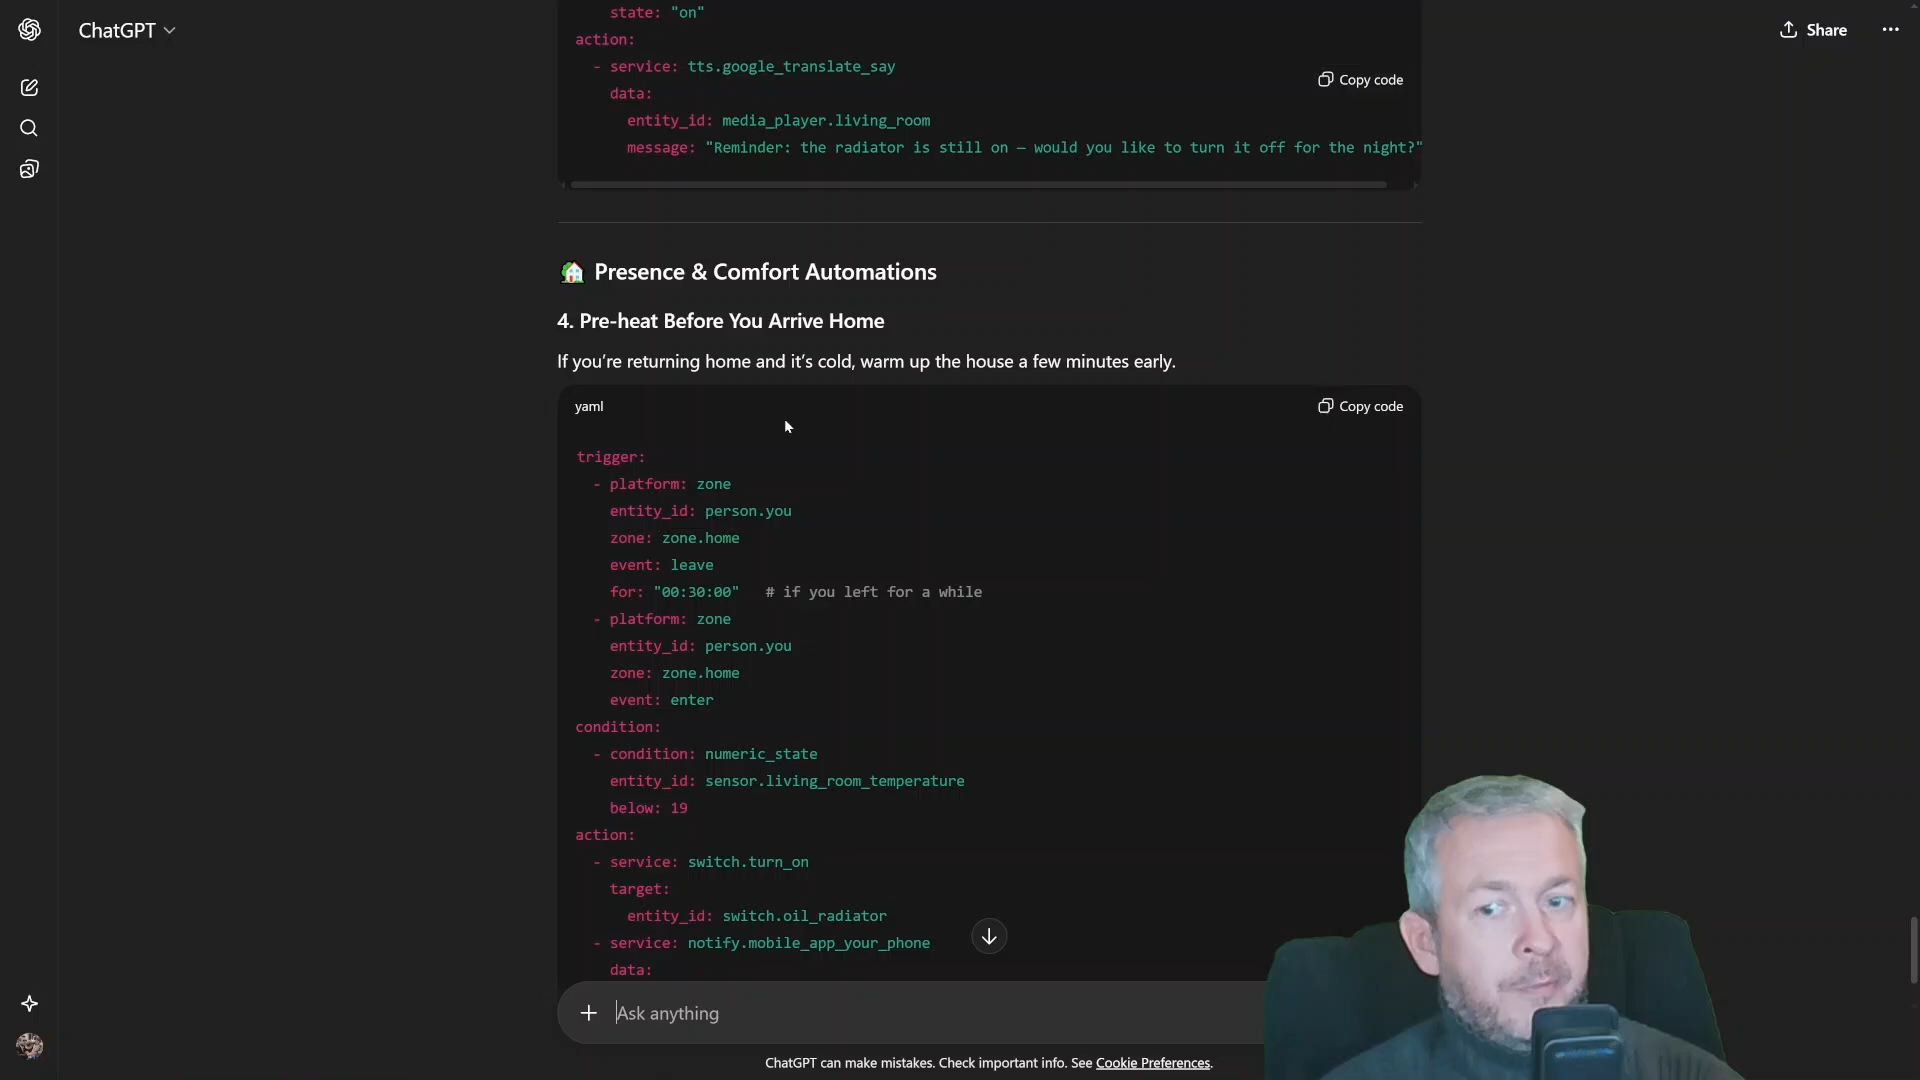 ChatGPT
Share
state: "on"
action:
- service: tts.google_translate_say
Copy code
data:
entity_id: media_player.living_room
message: "Reminder: the radiator is still on – would you like to turn it off for the night?"
Presence & Comfort Automations
4. Pre-heat Before You Arrive Home
If you’re returning home and it’s cold, warm up the house a few minutes early.
yaml
Copy code
trigger:
- platform: zone
entity_id: person.you
zone: zone.home
event: leave
for: "00:30:00" # if you left for a while
- platform: zone
entity_id: person.you
zone: zone.home
event: enter
condition:
- condition: numeric_state
entity_id: sensor.living_room_temperature
below: 19
action:
- service: switch.turn_on
target:
entity_id: switch.oil_radiator
- service: notify.mobile_app_your_phone
data:
Ask anything
ChatGPT can make mistakes. Check important info. See Cookie Preferences.